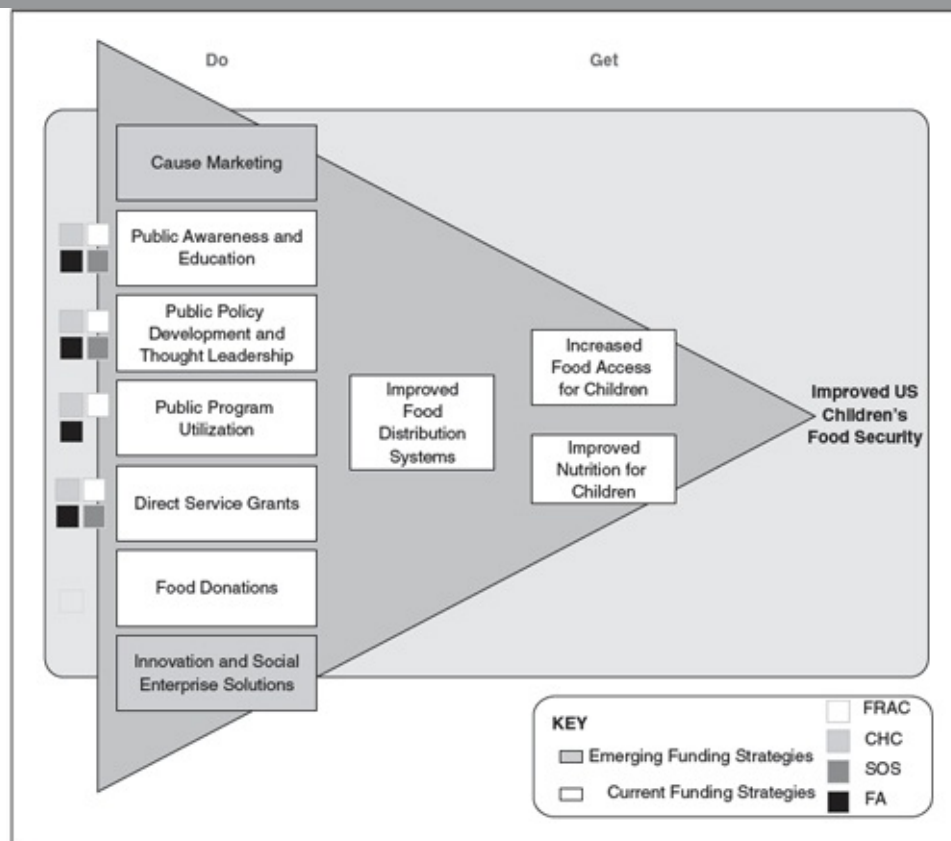 Do
Get
Cause Marketing
Public Awareness and
Education
Public Policy
Development and
Thought Leadership
Public Program
Utilization
Direct Service Grants
Food Donations
Innovation and Social
Enterprise Solutions
Improved
Food
Distribution
Systems
Increased
Food Access
for Children
Improved
Nutrition for
Children
Improved US
Children's
Food Security
KEY
Emerging Funding Strategies
Current Funding Strategies
FRAC
CHC
SOS
FA